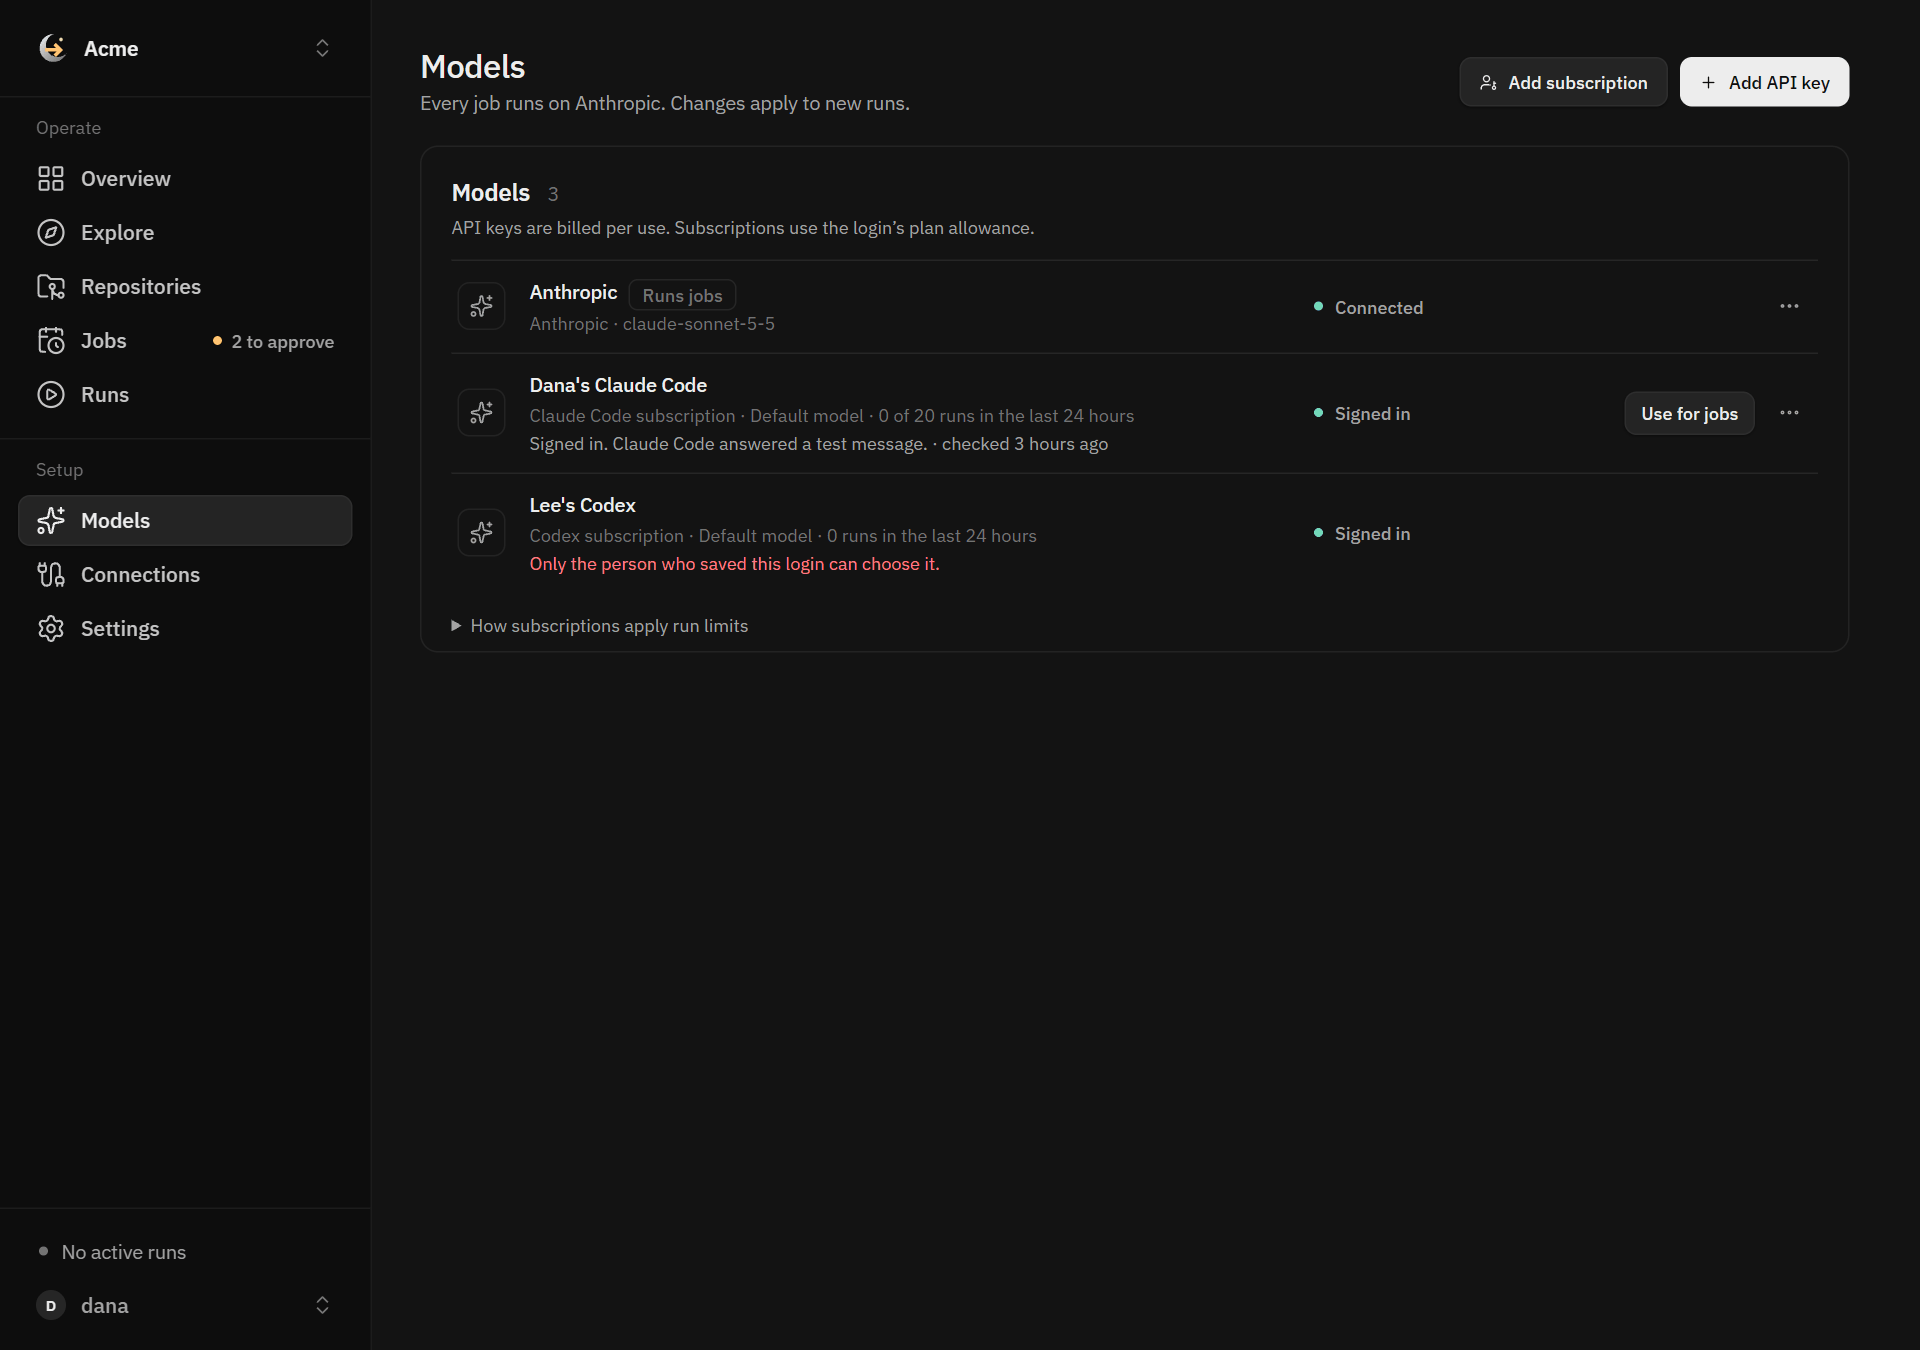 Acme
Operate
Overview
Explore
Repositories
Jobs
2 to approve
Runs
Setup
Models
Connections
Settings
No active runs
D
dana
Models
Every job runs on Anthropic. Changes apply to new runs.
Add subscription
Add API key
Models 3
API keys are billed per use. Subscriptions use the login’s plan allowance.
Anthropic
Runs jobs
Anthropic · claude-sonnet-5-5
Connected
Dana's Claude Code
Claude Code subscription · Default model · 0 of 20 runs in the last 24 hours
Signed in. Claude Code answered a test message. · checked 3 hours ago
Signed in
Use for jobs
Lee's Codex
Codex subscription · Default model · 0 runs in the last 24 hours
Only the person who saved this login can choose it.
Signed in
How subscriptions apply run limits